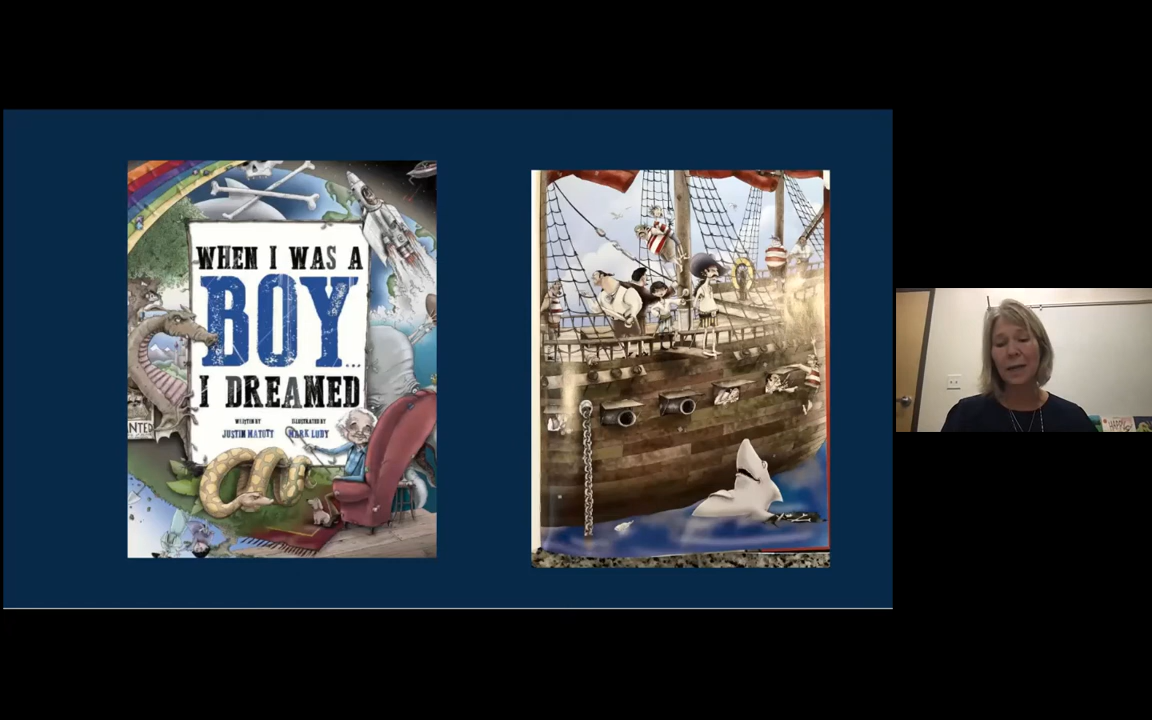 WHEN I WAS A
BOY...
I DREAMED
WRITTEN BY
JUSTIN MATOTT
ILLUSTRATED BY
MARK LUDY